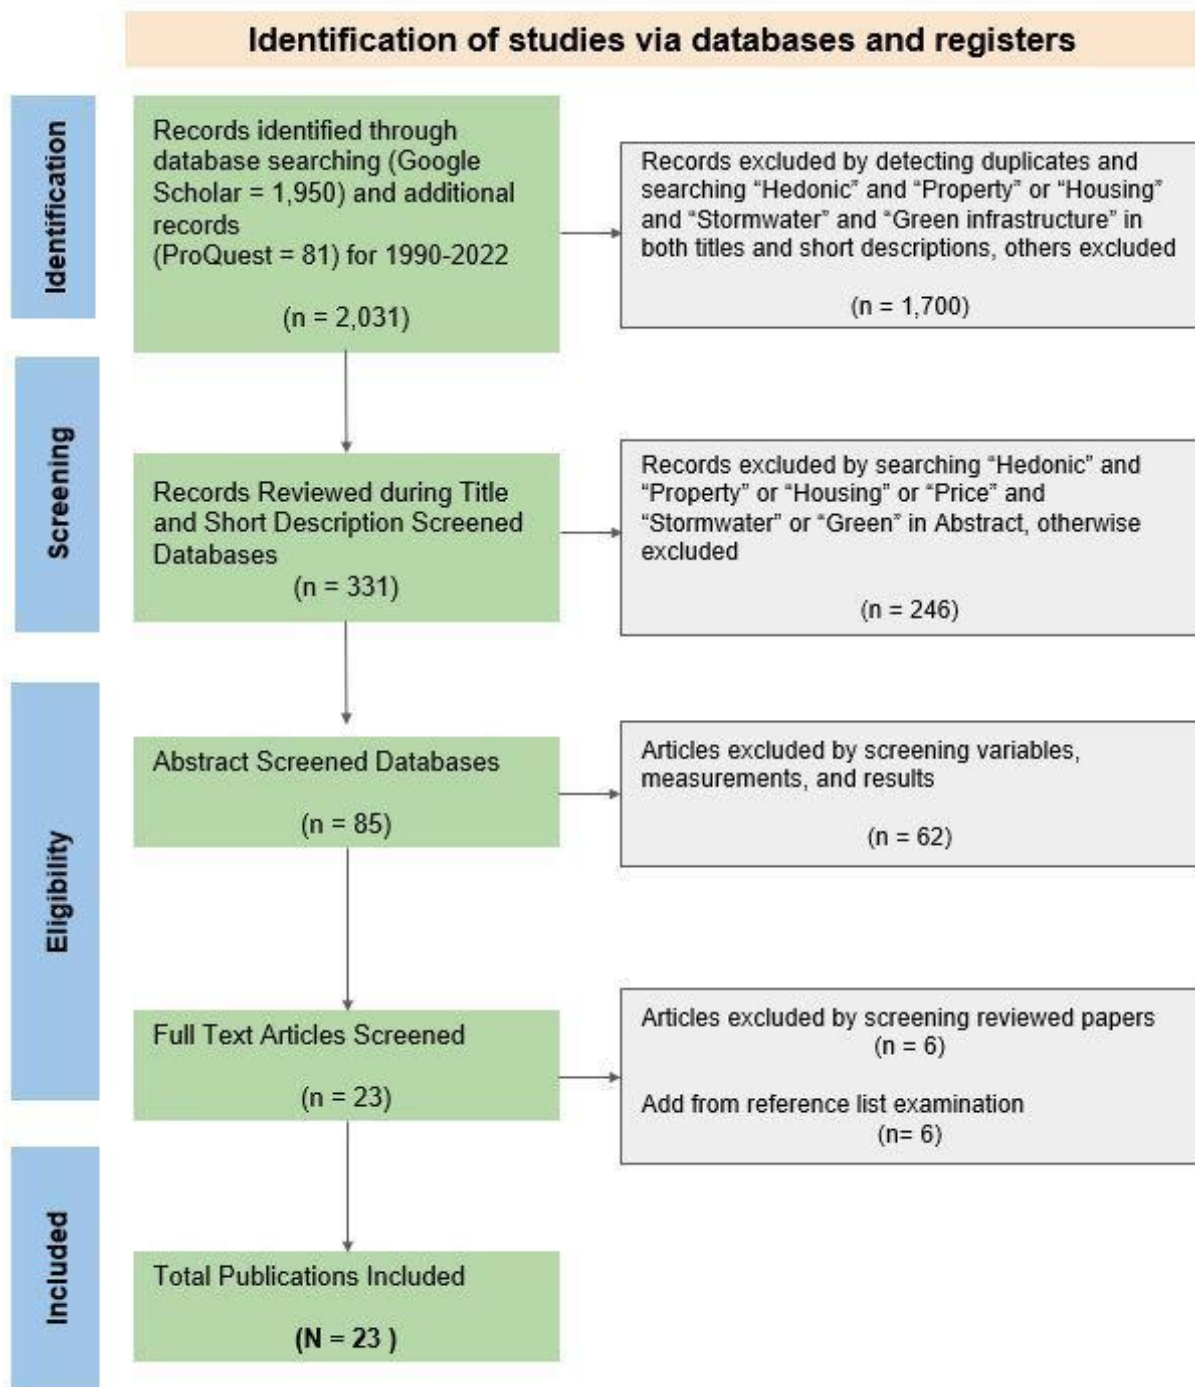 Identification of studies via databases and registers
Identification
Records identified through
database searching (Google
Scholar = 1,950) and additional
records
(ProQuest = 81) for 1990-2022
(n = 2,031)
Records excluded by detecting duplicates and
searching “Hedonic” and “Property” or “Housing”
and “Stormwater” and “Green infrastructure” in
both titles and short descriptions, others excluded
(n = 1,700)
Screening
Records Reviewed during Title
and Short Description Screened
Databases
(n = 331)
Records excluded by searching “Hedonic” and
“Property” or “Housing” or “Price” and
“Stormwater” or “Green” in Abstract, otherwise
excluded
(n = 246)
Eligibility
Abstract Screened Databases
(n = 85)
Articles excluded by screening variables,
measurements, and results
(n = 62)
Full Text Articles Screened
(n = 23)
Articles excluded by screening reviewed papers
(n = 6)
Add from reference list examination
(n= 6)
Included
Total Publications Included
(N = 23 )